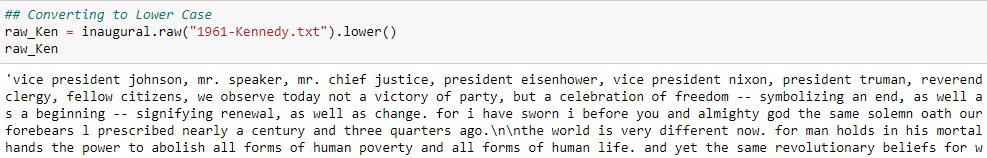 ## Converting to Lower Case
raw_Ken = inaugural.raw("1961-Kennedy.txt").lower()
raw_Ken
'vice president johnson, mr. speaker, mr. chief justice, president eisenhower, vice president nixon, president truman, reverend
clergy, fellow citizens, we observe today not a victory of party, but a celebration of freedom -- symbolizing an end, as well a
s a beginning -- signifying renewal, as well as change. for i have sworn i before you and almighty god the same solemn oath our
forebears l prescribed nearly a century and three quarters ago.\n\nthe world is very different now. for man holds in his mortal
hands the power to abolish all forms of human poverty and all forms of human life. and yet the same revolutionary beliefs for w